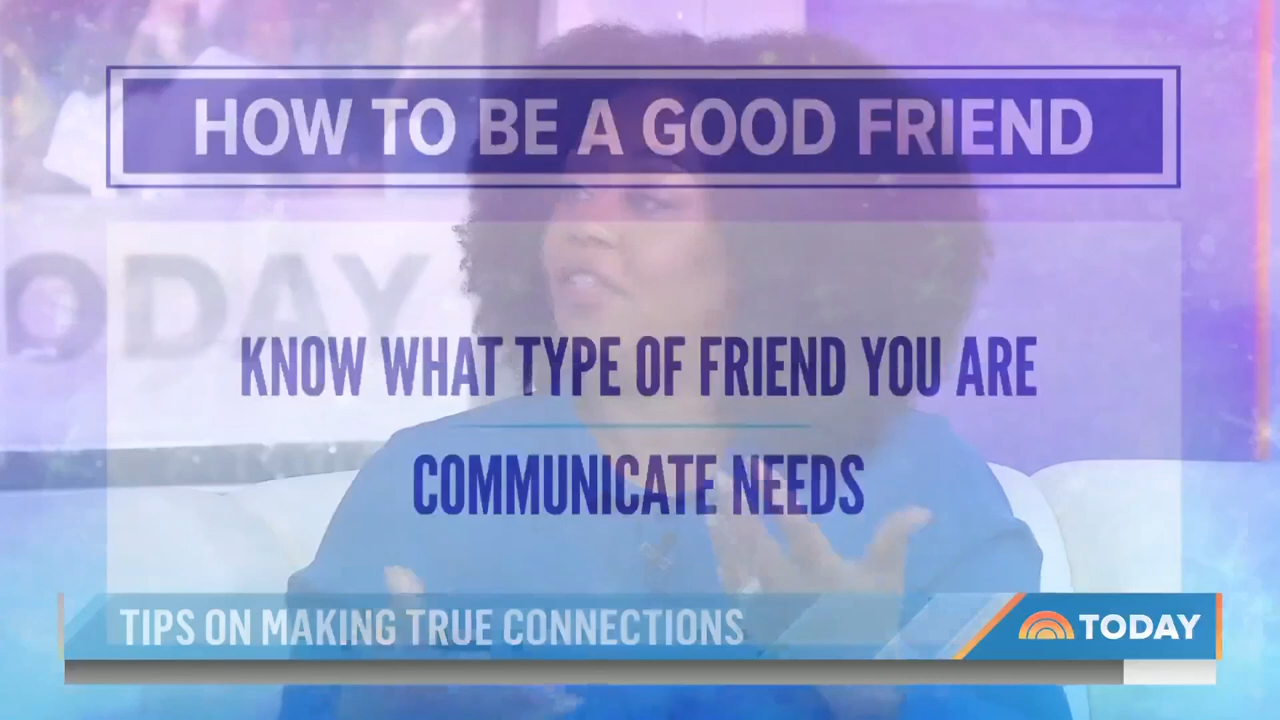 HOW TO BE A GOOD FRIEND
ODAY
KNOW WHAT TYPE OF FRIEND YOU ARE
COMMUNICATE NEEDS
TIPS ON MAKING TRUE CONNECTIONS
TODAY